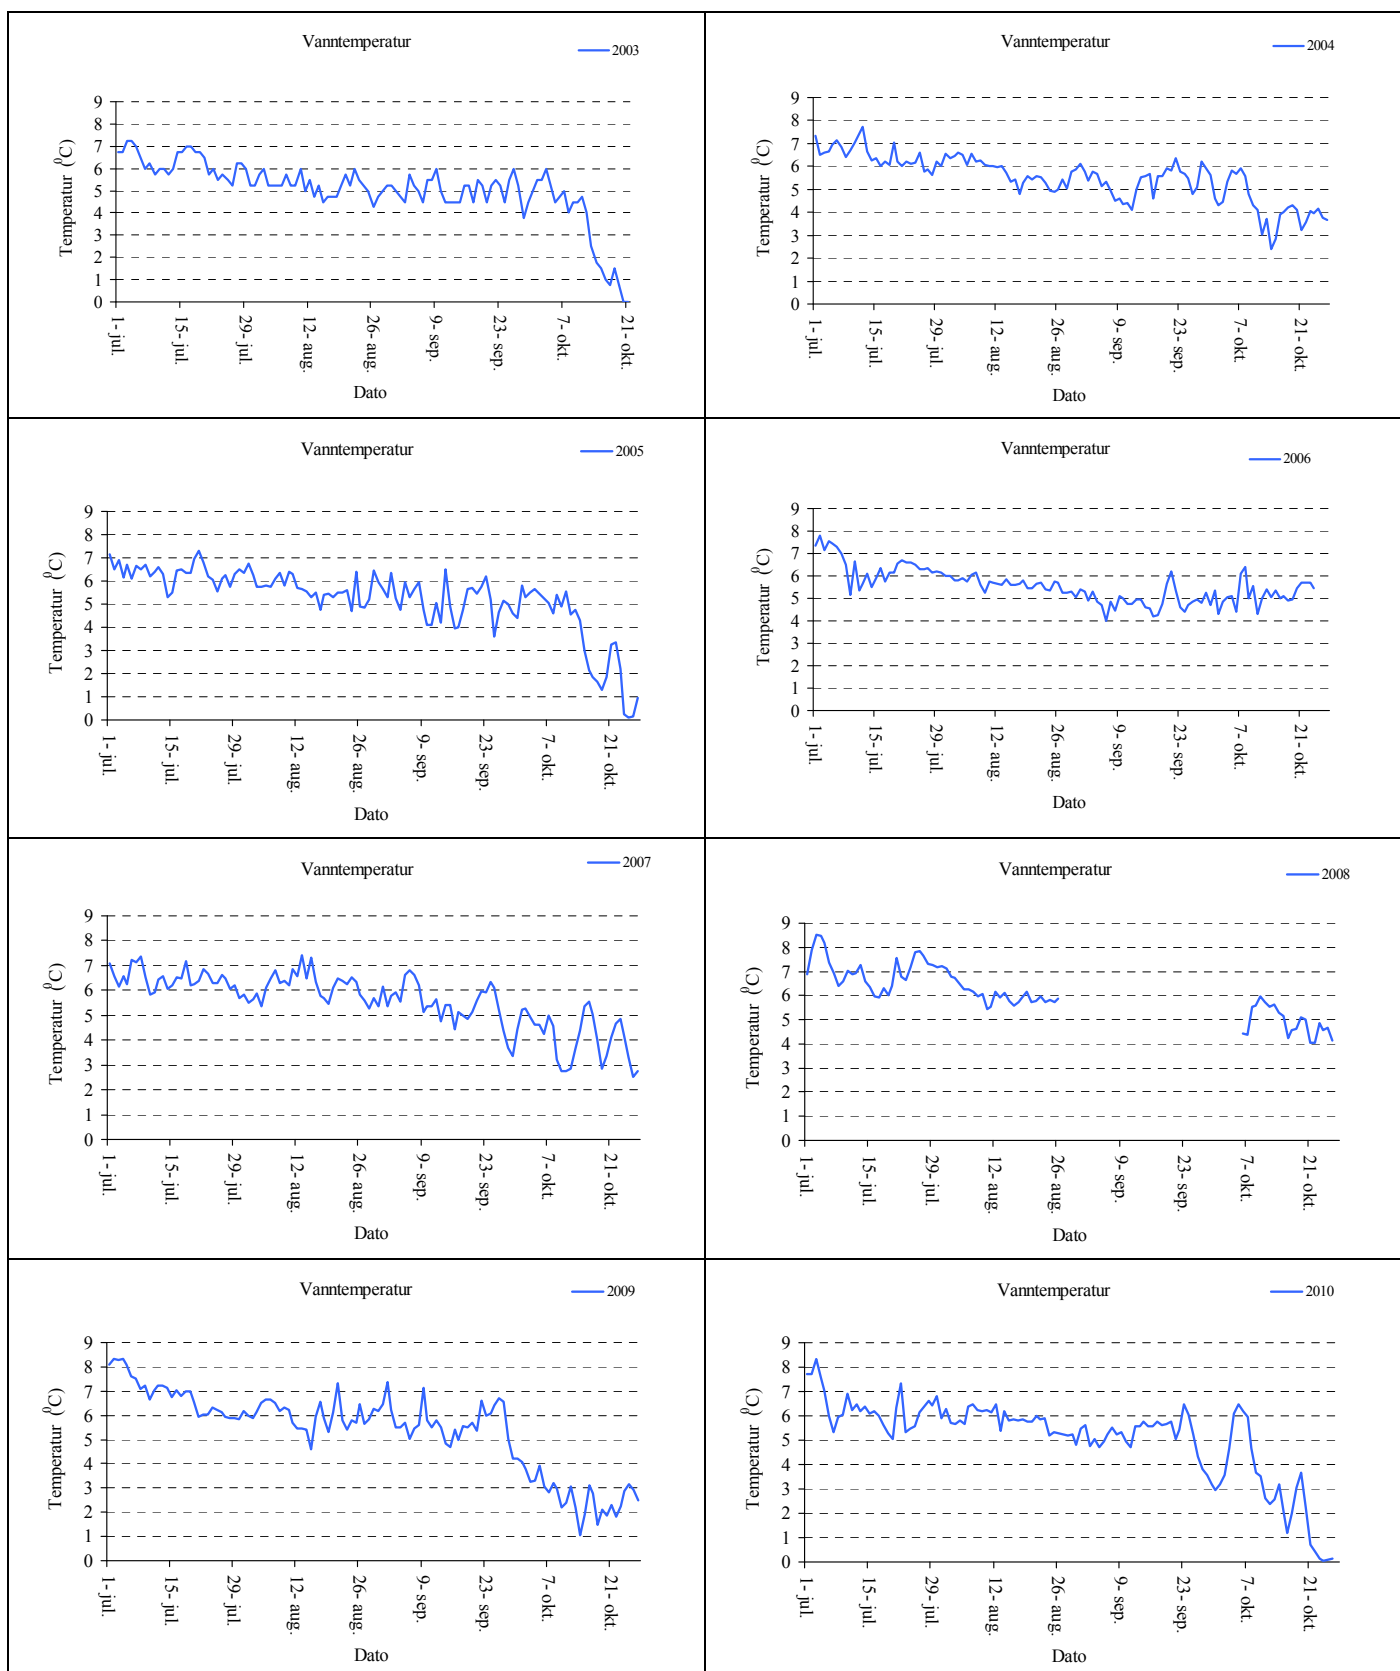 Vanntemperatur
2003
Temperatur (⁰C)
9
8
7
6
5
4
3
2
1
0
1- jul.
15- jul.
29- jul.
12- aug.
26- aug.
9- sep.
23- sep.
7- okt.
21- okt.
Dato
Vanntemperatur
2004
Temperatur (⁰C)
9
8
7
6
5
4
3
2
1
0
1- jul.
15- jul.
29- jul.
12- aug.
26- aug.
9- sep.
23- sep.
7- okt.
21- okt.
Dato
Vanntemperatur
2005
Temperatur (⁰C)
9
8
7
6
5
4
3
2
1
0
1- jul.
15- jul.
29- jul.
12- aug.
26- aug.
9- sep.
23- sep.
7- okt.
21- okt.
Dato
Vanntemperatur
2006
Temperatur (⁰C)
9
8
7
6
5
4
3
2
1
0
1- jul.
15- jul.
29- jul.
12- aug.
26- aug.
9- sep.
23- sep.
7- okt.
21- okt.
Dato
Vanntemperatur
2007
Temperatur (⁰C)
9
8
7
6
5
4
3
2
1
0
1- jul.
15- jul.
29- jul.
12- aug.
26- aug.
9- sep.
23- sep.
7- okt.
21- okt.
Dato
Vanntemperatur
2008
Temperatur (⁰C)
9
8
7
6
5
4
3
2
1
0
1- jul.
15- jul.
29- jul.
12- aug.
26- aug.
9- sep.
23- sep.
7- okt.
21- okt.
Dato
Vanntemperatur
2009
Temperatur (⁰C)
9
8
7
6
5
4
3
2
1
0
1- jul.
15- jul.
29- jul.
12- aug.
26- aug.
9- sep.
23- sep.
7- okt.
21- okt.
Dato
Vanntemperatur
2010
Temperatur (⁰C)
9
8
7
6
5
4
3
2
1
0
1- jul.
15- jul.
29- jul.
12- aug.
26- aug.
9- sep.
23- sep.
7- okt.
21- okt.
Dato